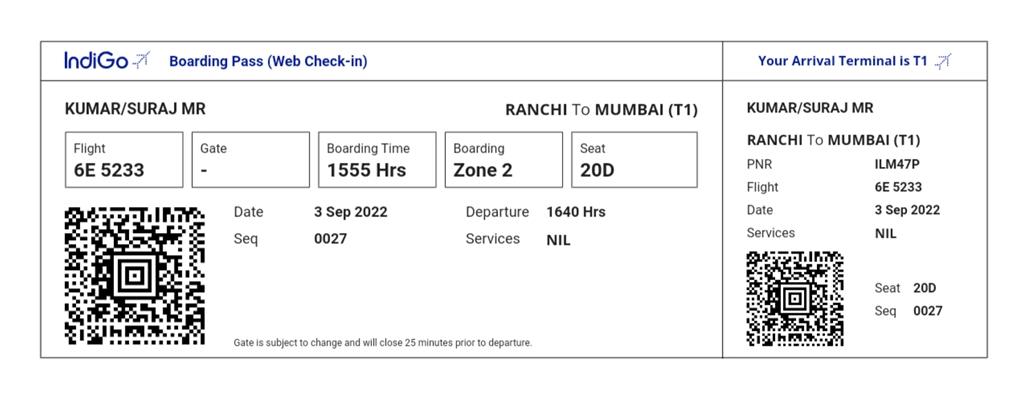 IndiGo Boarding Pass (Web Check-in)
KUMAR/SURAJ MR RANCHI To MUMBAI (T1)
Flight Gate Boarding Time Boarding Seat
6E 5233 - 1555 Hrs Zone 2 20D
Date 3 Sep 2022 Departure 1640 Hrs
Seq 0027 Services NIL
Gate is subject to change and will close 25 minutes prior to departure.
Your Arrival Terminal is T1
KUMAR/SURAJ MR
RANCHI To MUMBAI (T1)
PNR ILM47P
Flight 6E 5233
Date 3 Sep 2022
Services NIL
Seat 20D
Seq 0027